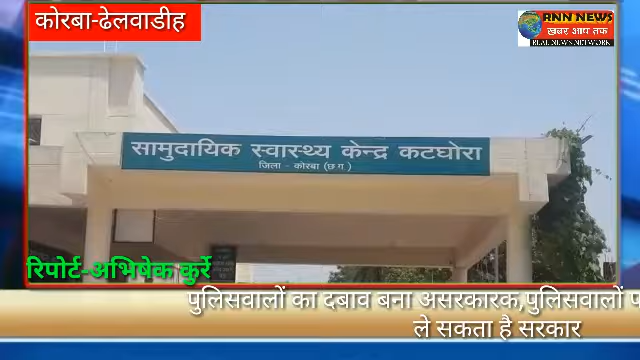 कोरबा-ढेलवाडीह
RNN NEWS
ख़बर आप तक
REAL NEWS NETWORK
सामुदायिक स्वास्थ्य केन्द्र कटघोरा
जिला - कोरबा (छ.ग.)
रिपोर्ट-अभिषेक कुर्रे
पुलिसवालों का दबाव बना असरकारक,पुलिसवालों
ले सकता है सरकार